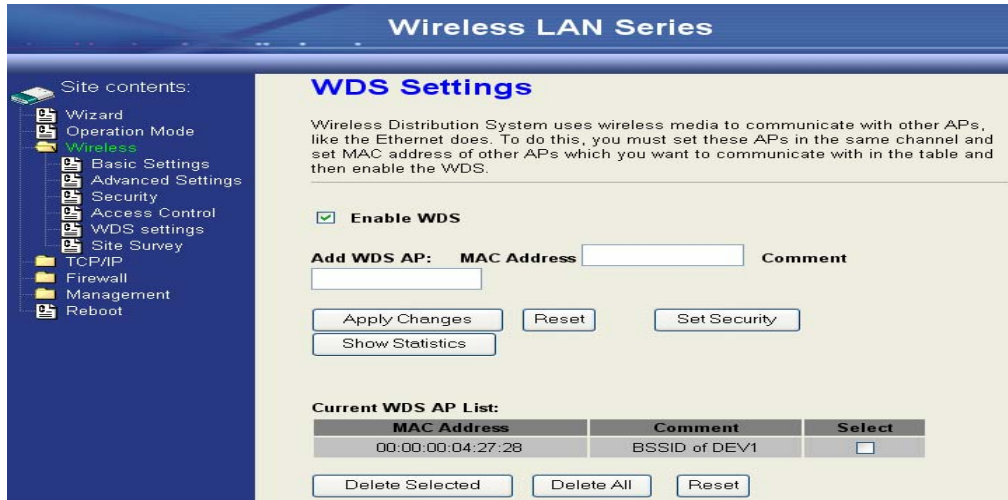 Wireless LAN Series
Site contents:
Wizard
Operation Mode
Wireless
Basic Settings
Advanced Settings
Security
Access Control
WDS settings
Site Survey
TCP/IP
Firewall
Management
Reboot
WDS Settings
Wireless Distribution System uses wireless media to communicate with other APs,
like the Ethernet does. To do this, you must set these APs in the same channel and
set MAC address of other APs which you want to communicate with in the table and
then enable the WDS.
Enable WDS
Add WDS AP: MAC Address Comment
Apply Changes Reset Set Security
Show Statistics
Current WDS AP List:
MAC Address Comment Select
00:00:00:04:27:28 BSSID of DEV1
Delete Selected Delete All Reset